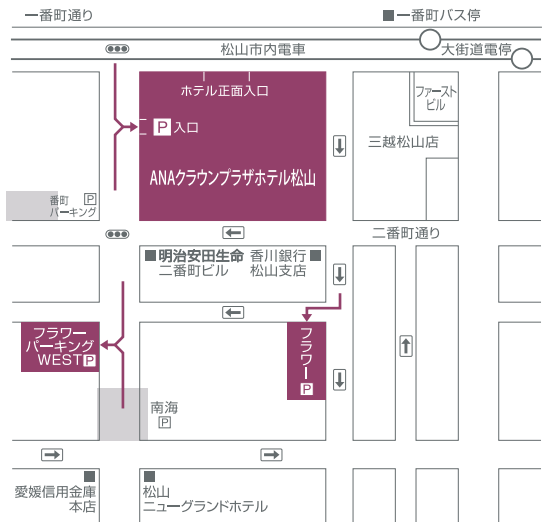 一番町通り
■一番町バス停
松山市内電車
大街道電停
ホテル正面入口
P 入口
ANAクラウンプラザホテル松山
ファースト
ビル
三越松山店
番町 P
パーキング
二番町通り
■明治安田生命
二番町ビル
香川銀行■
松山支店
フラワー
パーキング
WEST P
フラワー P
南海
P
愛媛信用金庫
本店
松山
ニューグランドホテル